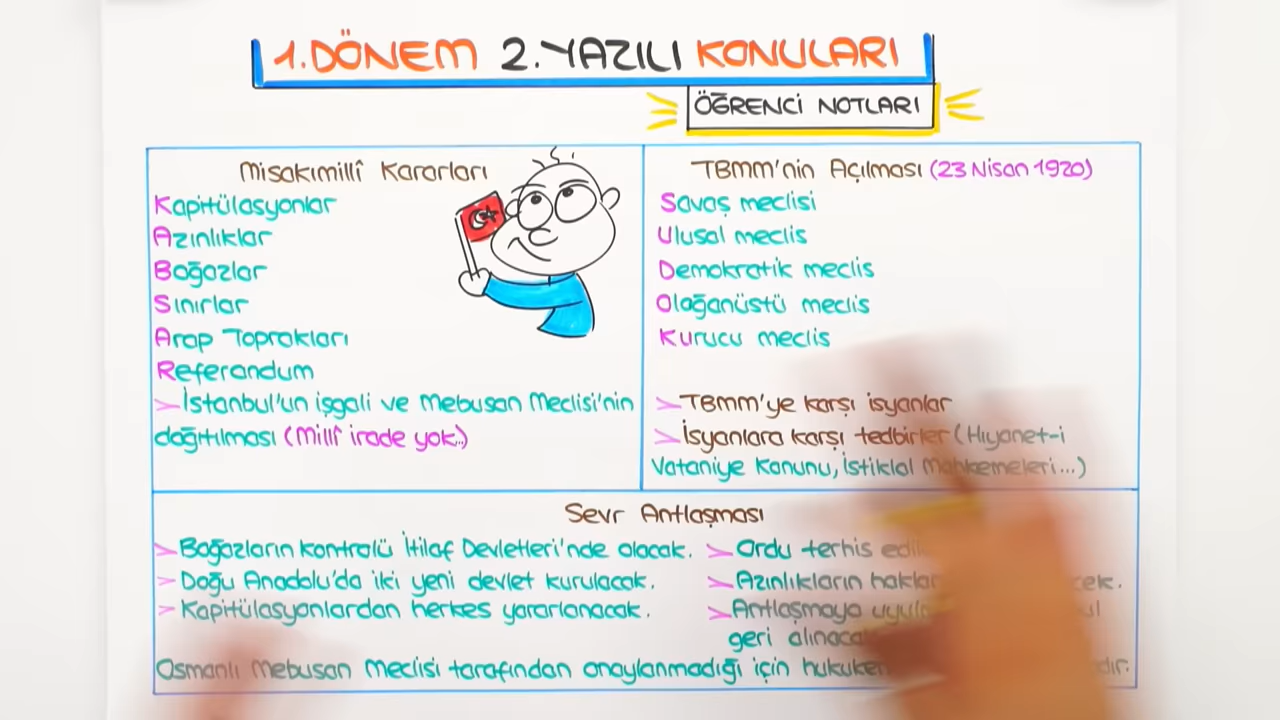 1. DÖNEM 2. YAZILI KONULARI
ÖĞRENCİ NOTLARI
Misakımillî Kararları
Kapitülasyonlar
Azınlıklar
Boğazlar
Sınırlar
Arap Toprakları
Referandum
➤İstanbul'un işgali ve Mebusan Meclisi'nin
dağıtılması (Millî irade yok..)
TBMM'nin Açılması (23 Nisan 1920)
Savaş meclisi
Ulusal meclis
Demokratik meclis
Olağanüstü meclis
Kurucu meclis
➤TBMM'ye karşı isyanlar
➤İsyanlara karşı tedbirler (Hıyanet-i
Vataniye Kanunu, İstiklal Mahkemeleri...)
Sevr Antlaşması
➤Boğazların kontrolü İtilaf Devletleri'nde olacak.
➤Doğu Anadolu'da iki yeni devlet kurulacak.
➤Kapitülasyonlardan herkes yararlanacak.
➤Ordu terhis
➤Azınlıkların
➤Antlaşmaya
geri
Osmanlı Mebusan Meclisi tarafından onaylanmadığı için